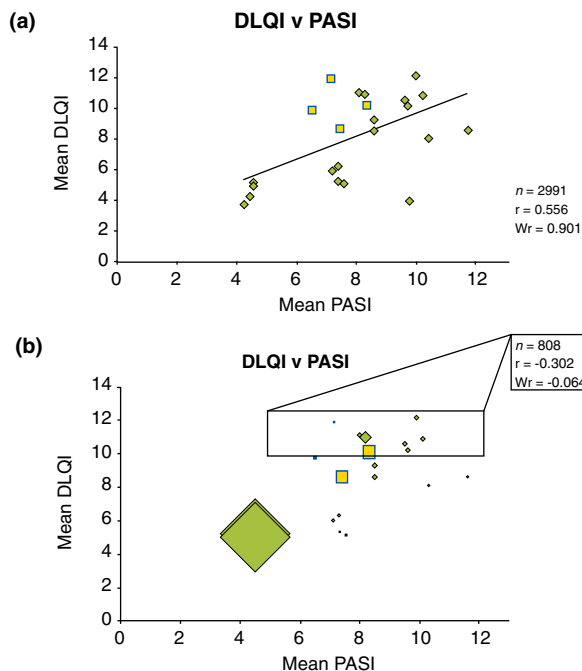 (a)
DLQI v PASI
14
12
10
8
6
4
2
0
Mean DLQI
0 2 4 6 8 10 12
Mean PASI
n = 2991
r = 0.556
Wr = 0.901
(b)
DLQI v PASI
n = 808
r = -0.302
Wr = -0.064
14
12
10
8
6
4
2
0
Mean DLQI
0 2 4 6 8 10 12
Mean PASI